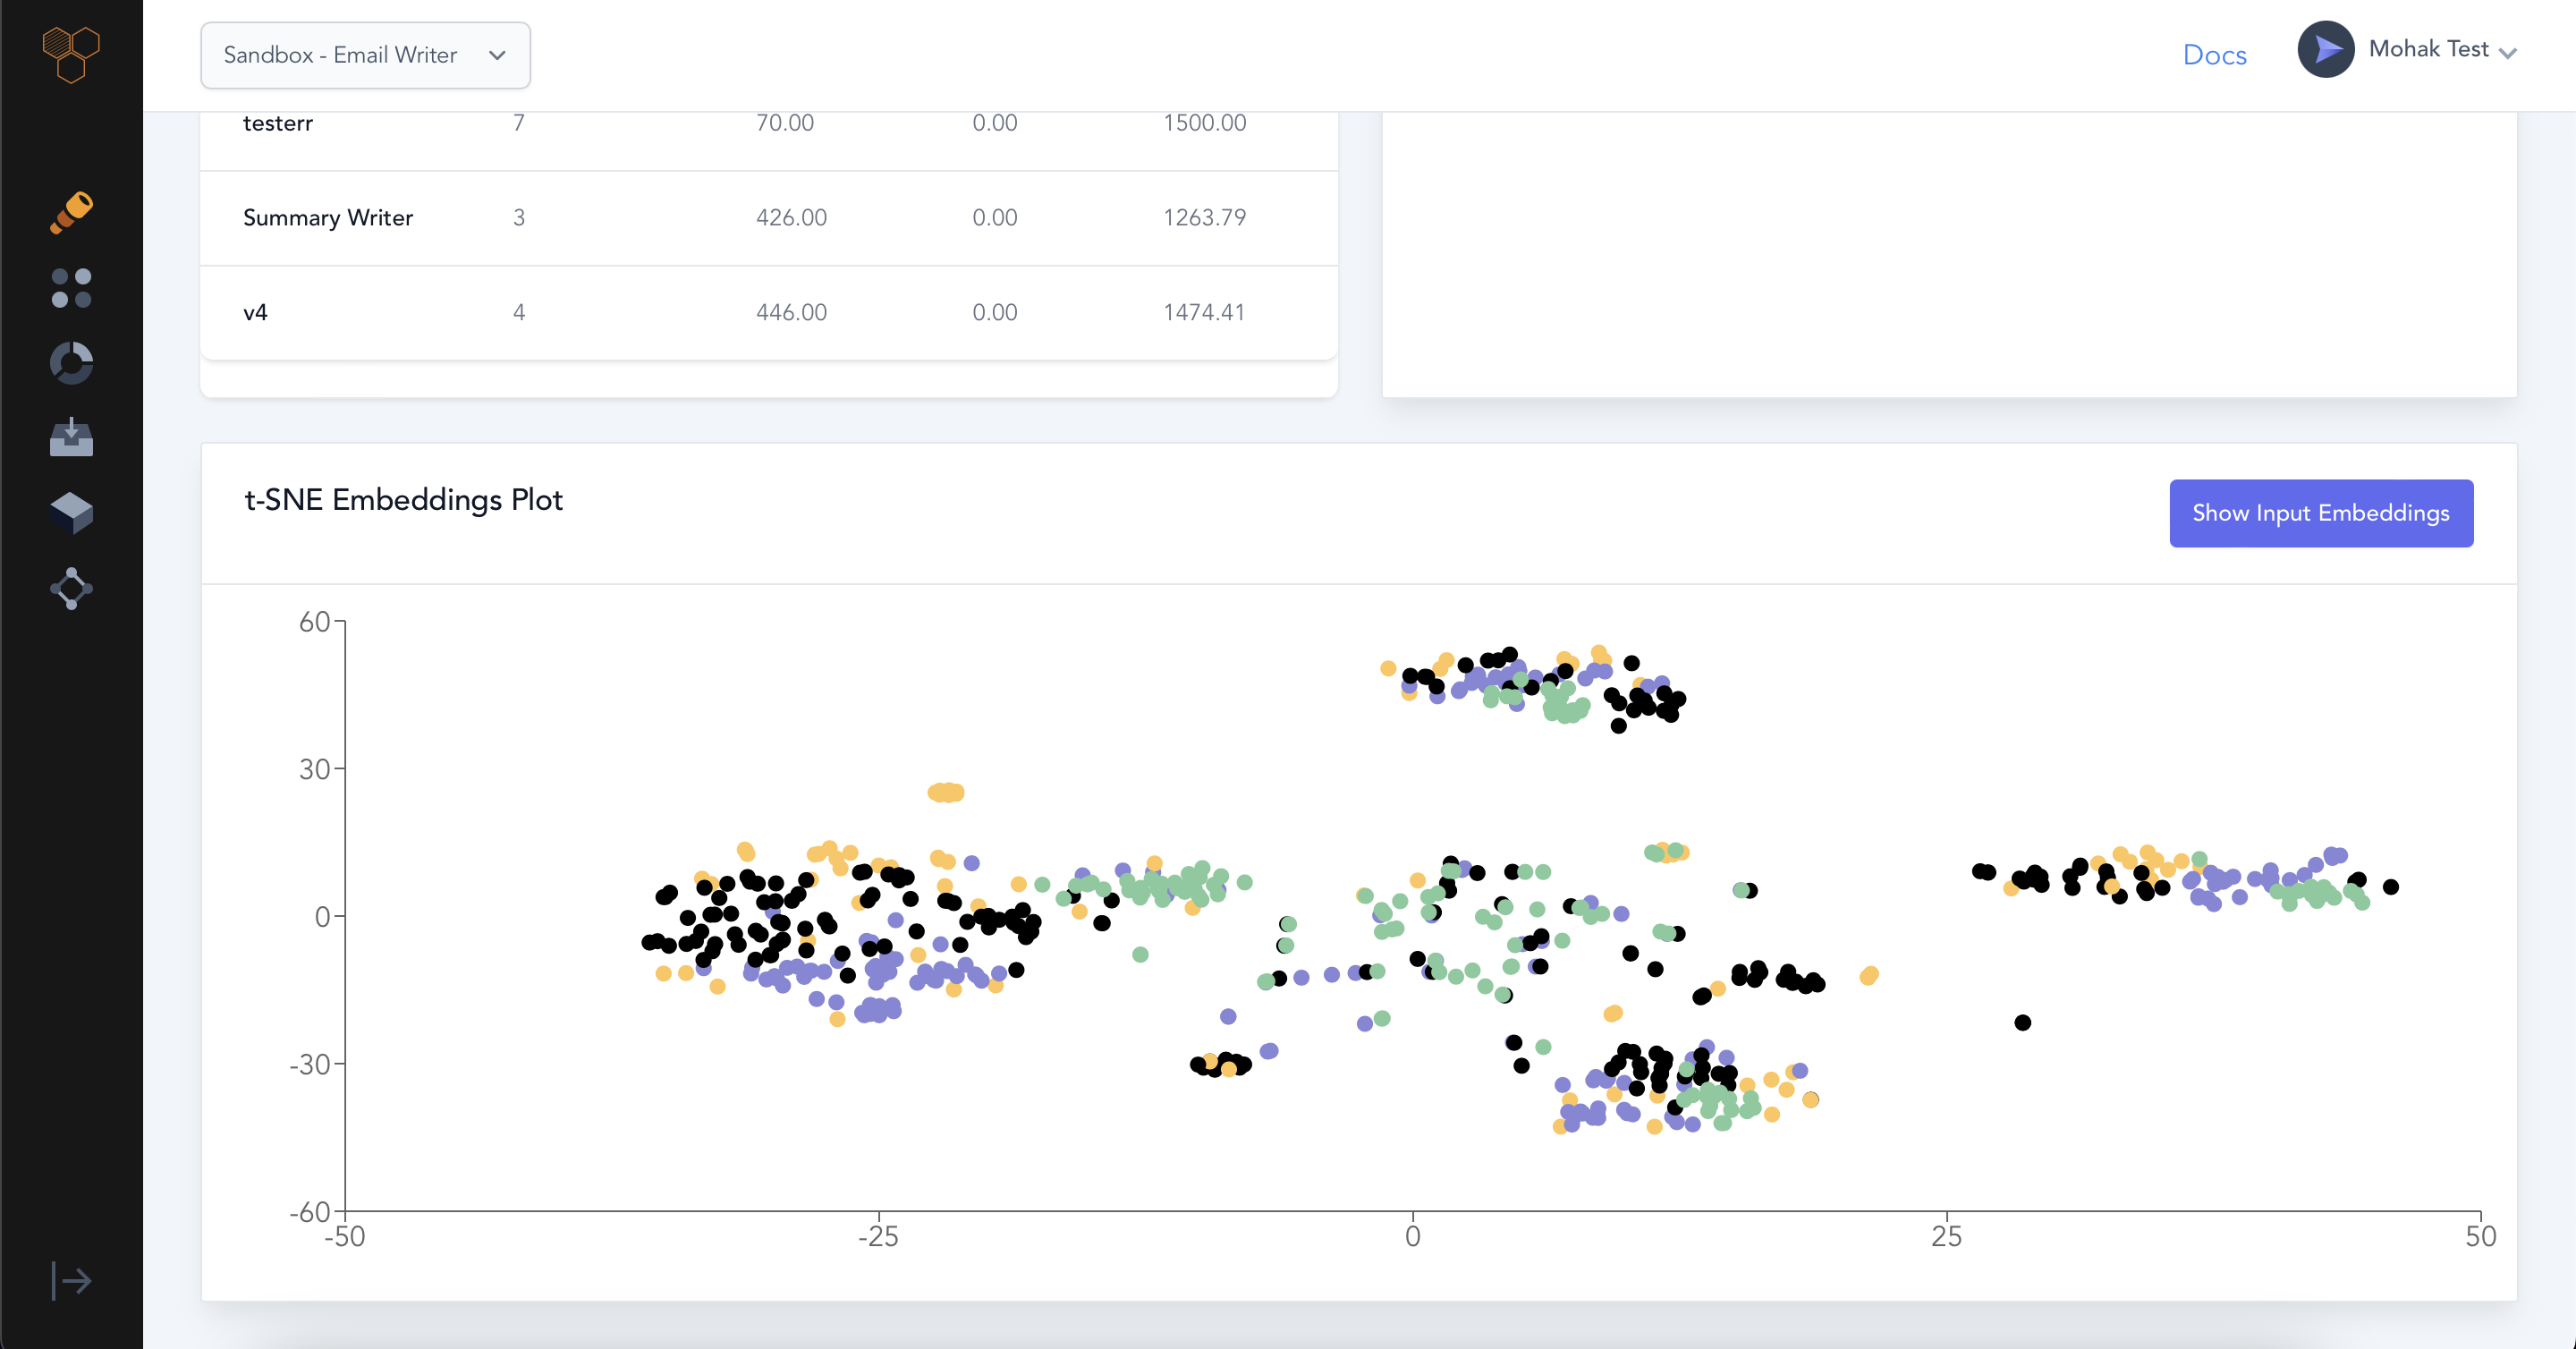 Sandbox - Email Writer
Docs
Mohak Test
testerr 7 70.00 0.00 1500.00
Summary Writer 3 426.00 0.00 1263.79
v4 4 446.00 0.00 1474.41
t-SNE Embeddings Plot
Show Input Embeddings
60
30
0
-30
-60
-50 -25 0 25 50